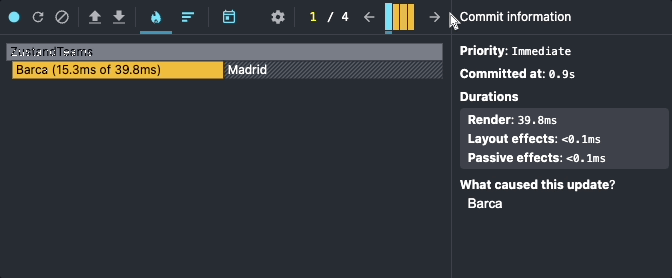 1 / 4
Commit information
ZustandTeams
Barca (15.3ms of 39.8ms)
Madrid
Priority: Immediate
Committed at: 0.9s
Durations
Render: 39.8ms
Layout effects: <0.1ms
Passive effects: <0.1ms
What caused this update?
Barca